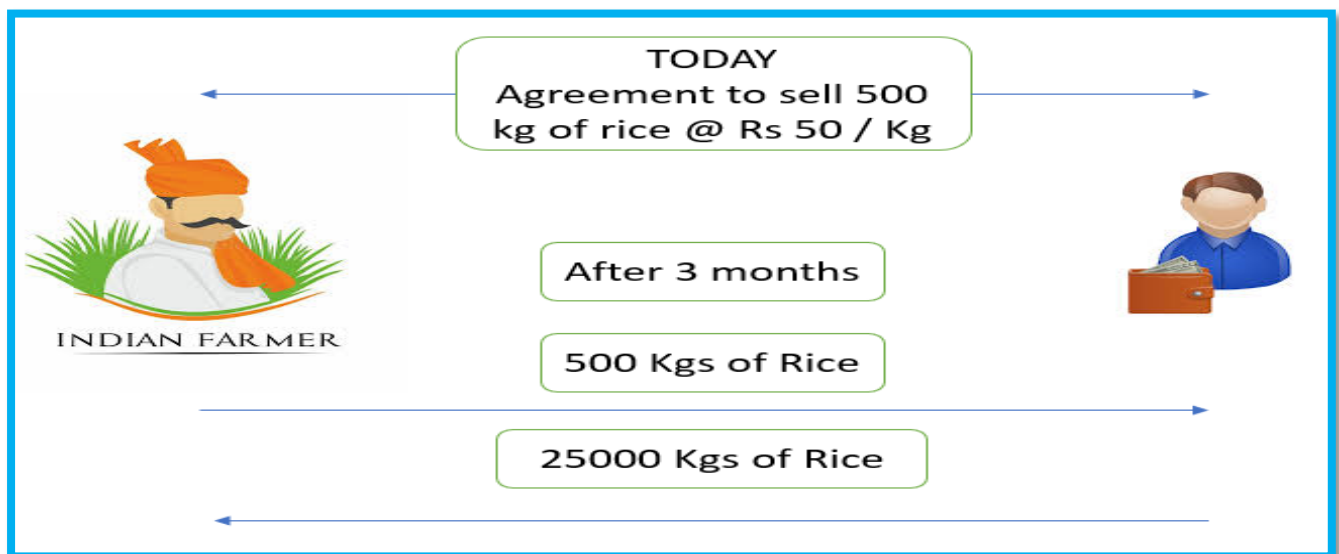 TODAY
Agreement to sell 500
kg of rice @ Rs 50 / Kg
After 3 months
INDIAN FARMER
500 Kgs of Rice
25000 Kgs of Rice